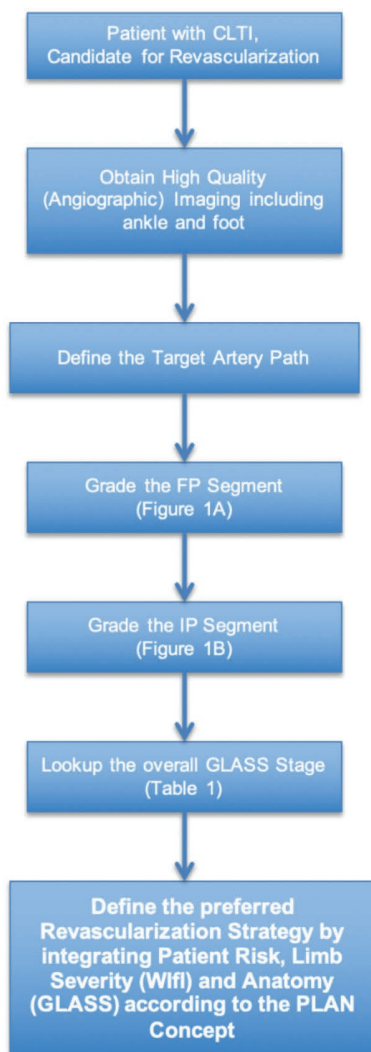 Patient with CLTI,
Candidate for Revascularization
Obtain High Quality
(Angiographic) Imaging including
ankle and foot
Define the Target Artery Path
Grade the FP Segment
(Figure 1A)
Grade the IP Segment
(Figure 1B)
Lookup the overall GLASS Stage
(Table 1)
Define the preferred
Revascularization Strategy by
integrating Patient Risk, Limb
Severity (WIfI) and Anatomy
(GLASS) according to the PLAN
Concept